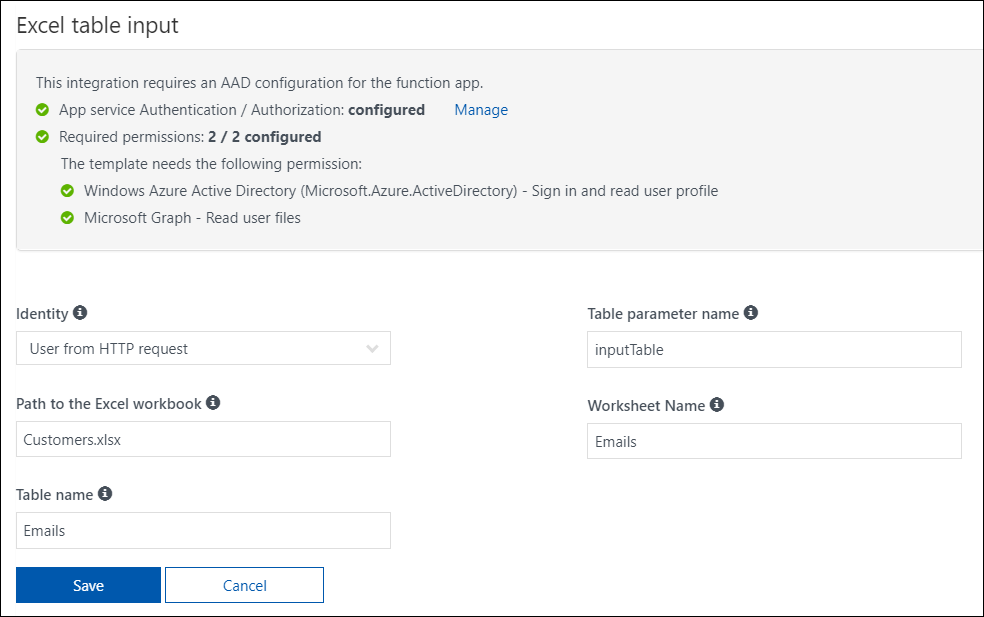 Excel table input
This integration requires an AAD configuration for the function app.
App service Authentication / Authorization: configured Manage
Required permissions: 2 / 2 configured
The template needs the following permission:
Windows Azure Active Directory (Microsoft.Azure.ActiveDirectory) - Sign in and read user profile
Microsoft Graph - Read user files
Identity
User from HTTP request
Table parameter name
inputTable
Path to the Excel workbook
Customers.xlsx
Worksheet Name
Emails
Table name
Emails
Save Cancel